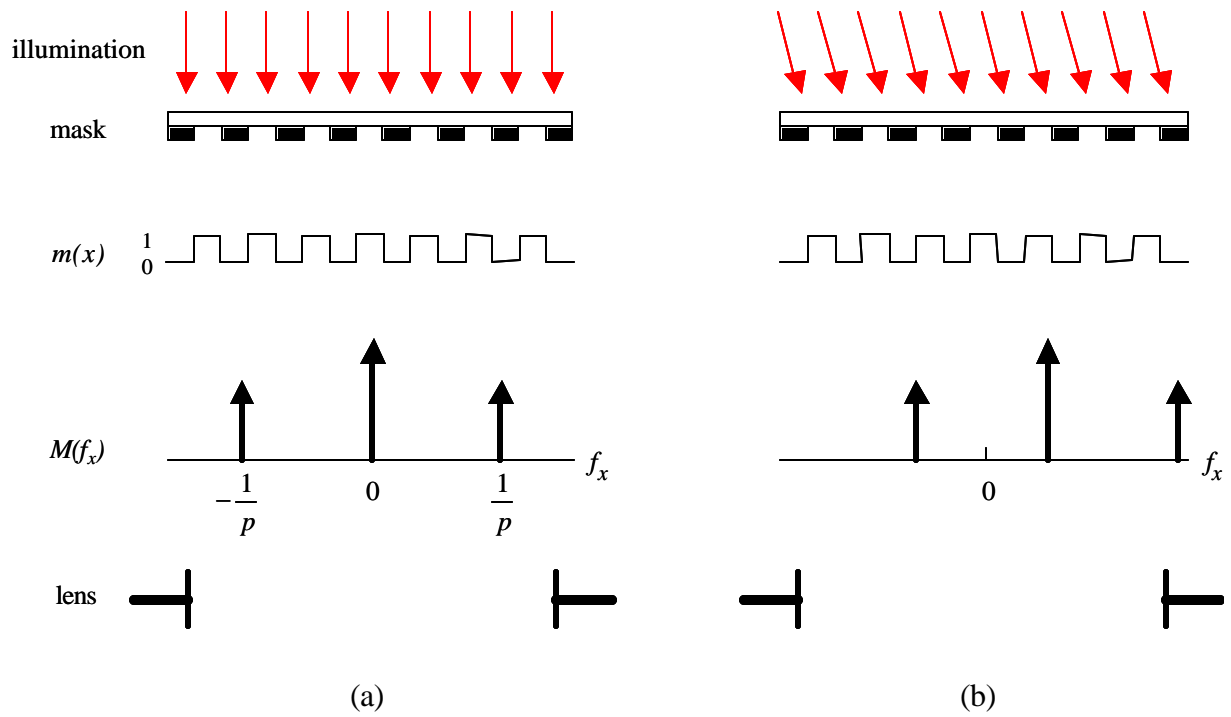 illumination
mask
m(x)
1
0
M(fₓ)
−1/p
0
1/p
fₓ
0
fₓ
lens
(a)
(b)